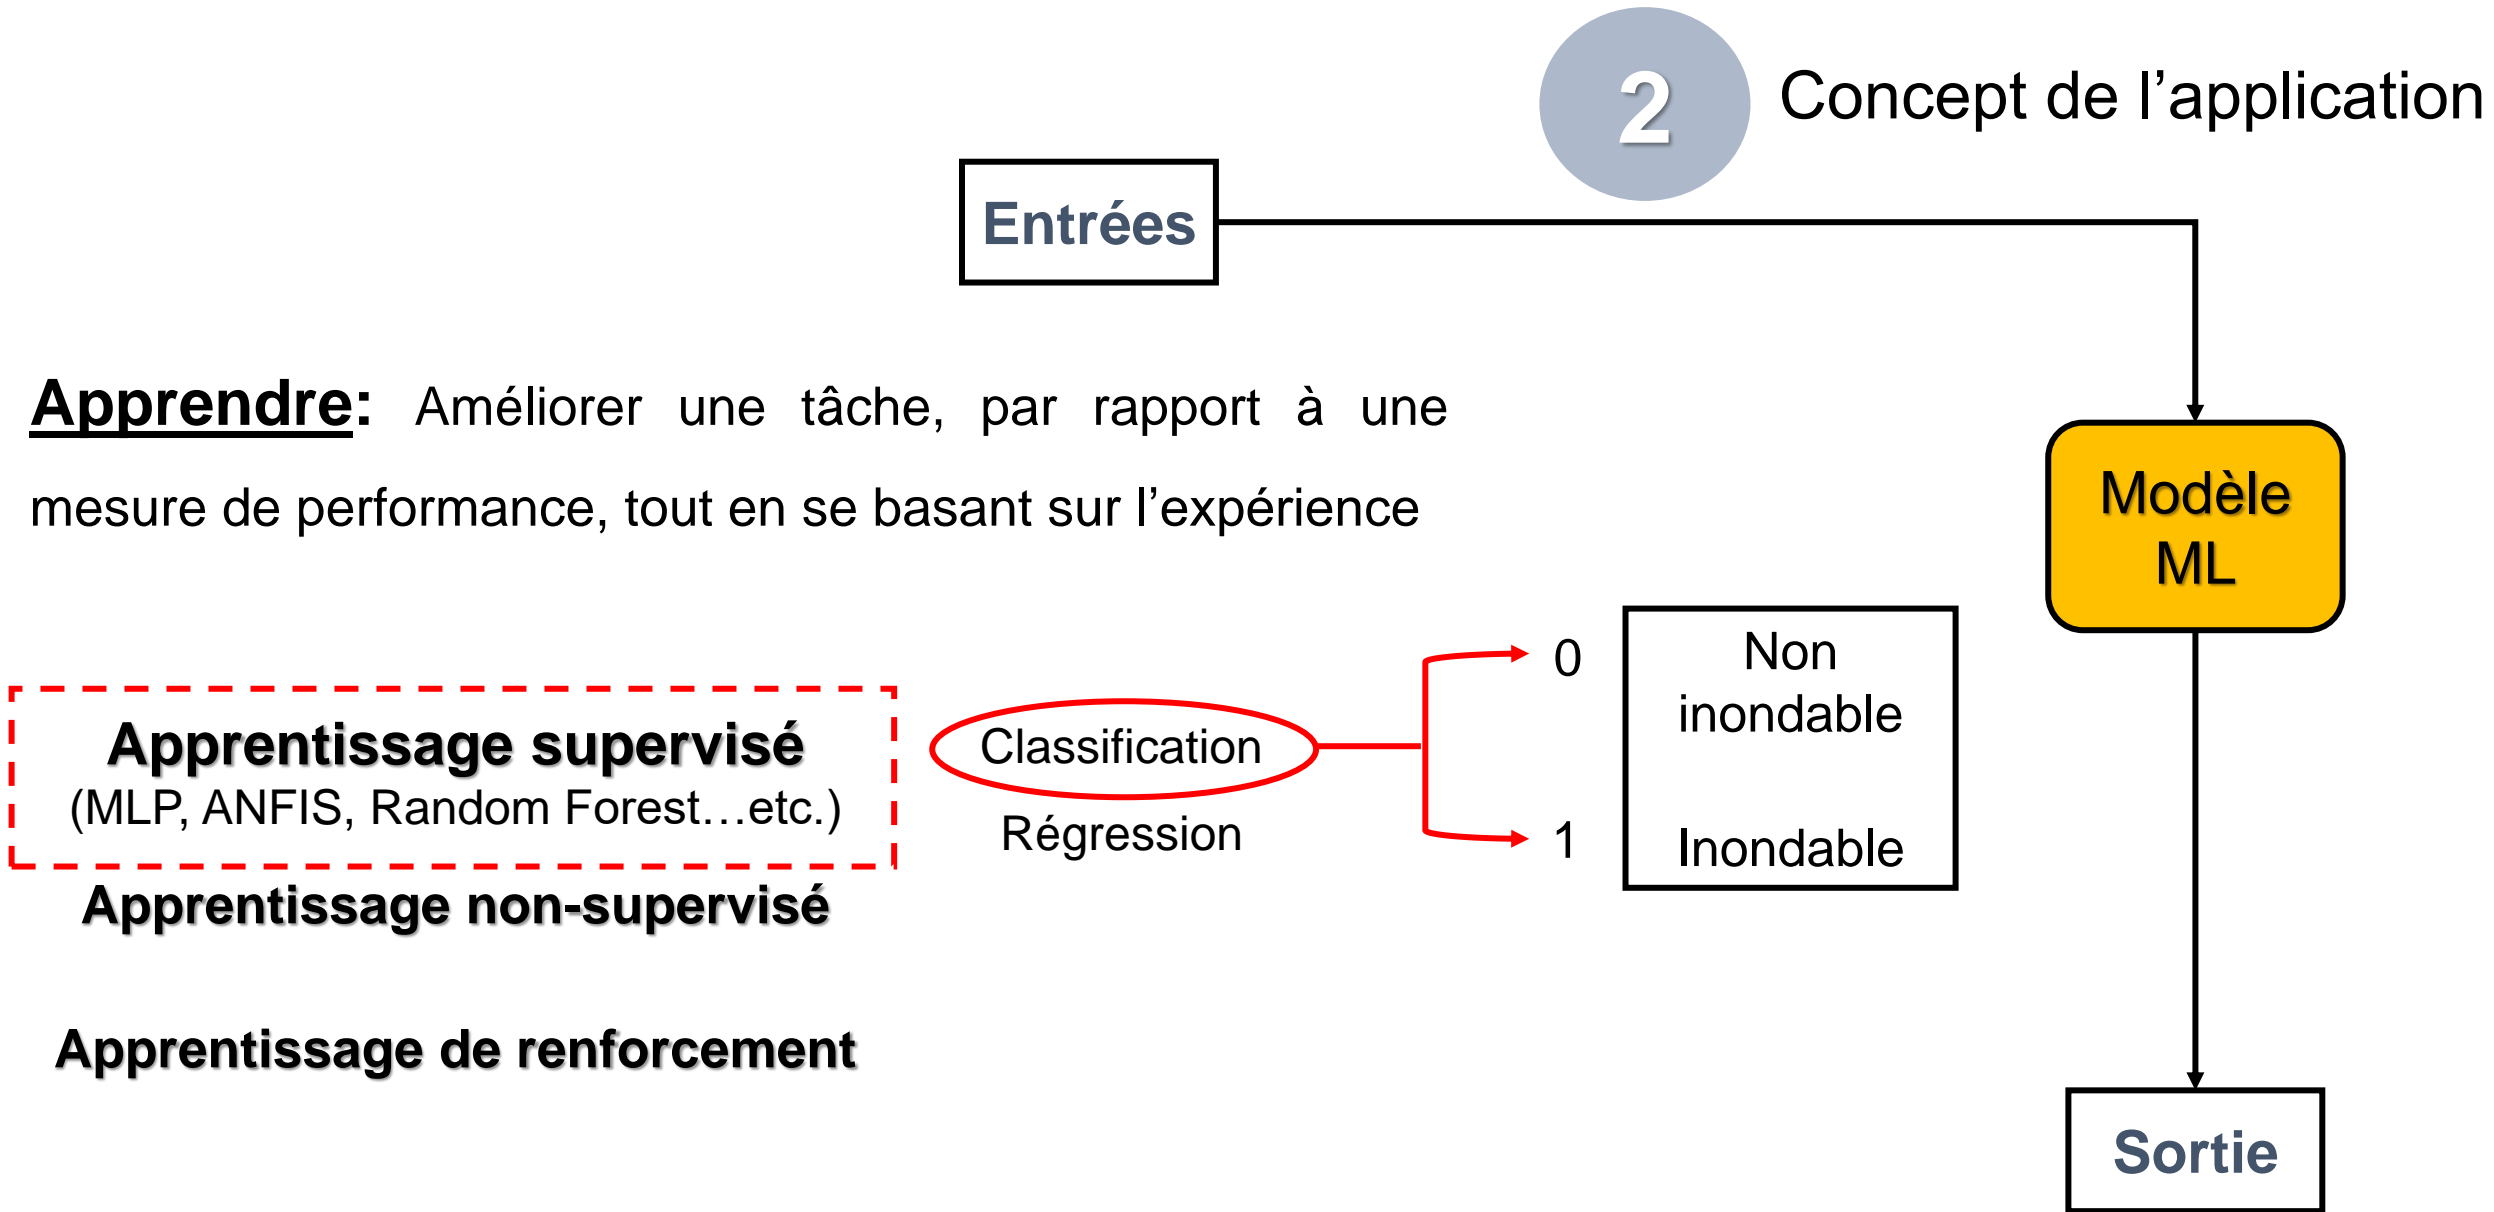 2
Concept de l’application
Entrées
Apprendre: Améliorer une tâche, par rapport à une
mesure de performance, tout en se basant sur l’expérience
Modèle
ML
Apprentissage supervisé
(MLP, ANFIS, Random Forest…etc.)
Classification
Régression
0
Non
inondable
1
Inondable
Apprentissage non-supervisé
Apprentissage de renforcement
Sortie